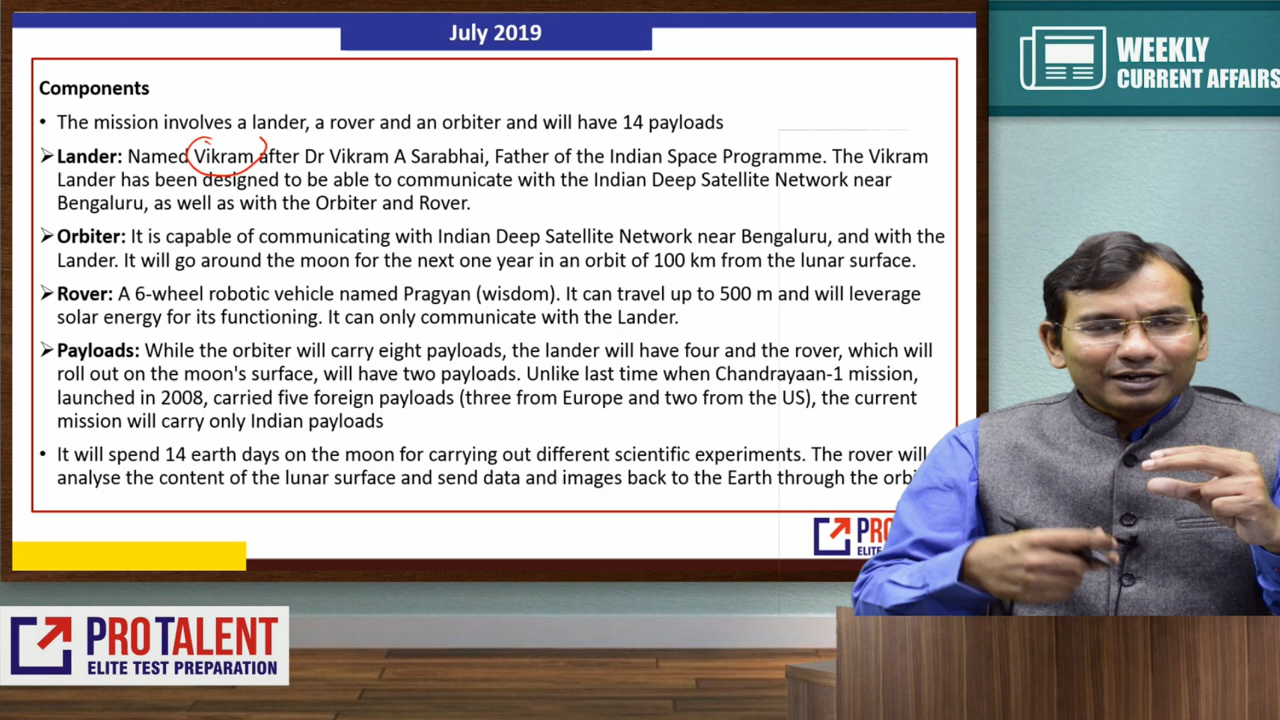 July 2019
WEEKLY
CURRENT AFFAIRS
Components
• The mission involves a lander, a rover and an orbiter and will have 14 payloads
➢ Lander: Named Vikram after Dr Vikram A Sarabhai, Father of the Indian Space Programme. The Vikram
Lander has been designed to be able to communicate with the Indian Deep Satellite Network near
Bengaluru, as well as with the Orbiter and Rover.
➢ Orbiter: It is capable of communicating with Indian Deep Satellite Network near Bengaluru, and with the
Lander. It will go around the moon for the next one year in an orbit of 100 km from the lunar surface.
➢ Rover: A 6-wheel robotic vehicle named Pragyan (wisdom). It can travel up to 500 m and will leverage
solar energy for its functioning. It can only communicate with the Lander.
➢ Payloads: While the orbiter will carry eight payloads, the lander will have four and the rover, which will
roll out on the moon's surface, will have two payloads. Unlike last time when Chandrayaan-1 mission,
launched in 2008, carried five foreign payloads (three from Europe and two from the US), the current
mission will carry only Indian payloads
• It will spend 14 earth days on the moon for carrying out different scientific experiments. The rover will
analyse the content of the lunar surface and send data and images back to the Earth through the
PRO TALENT
ELITE TEST PREPARATION